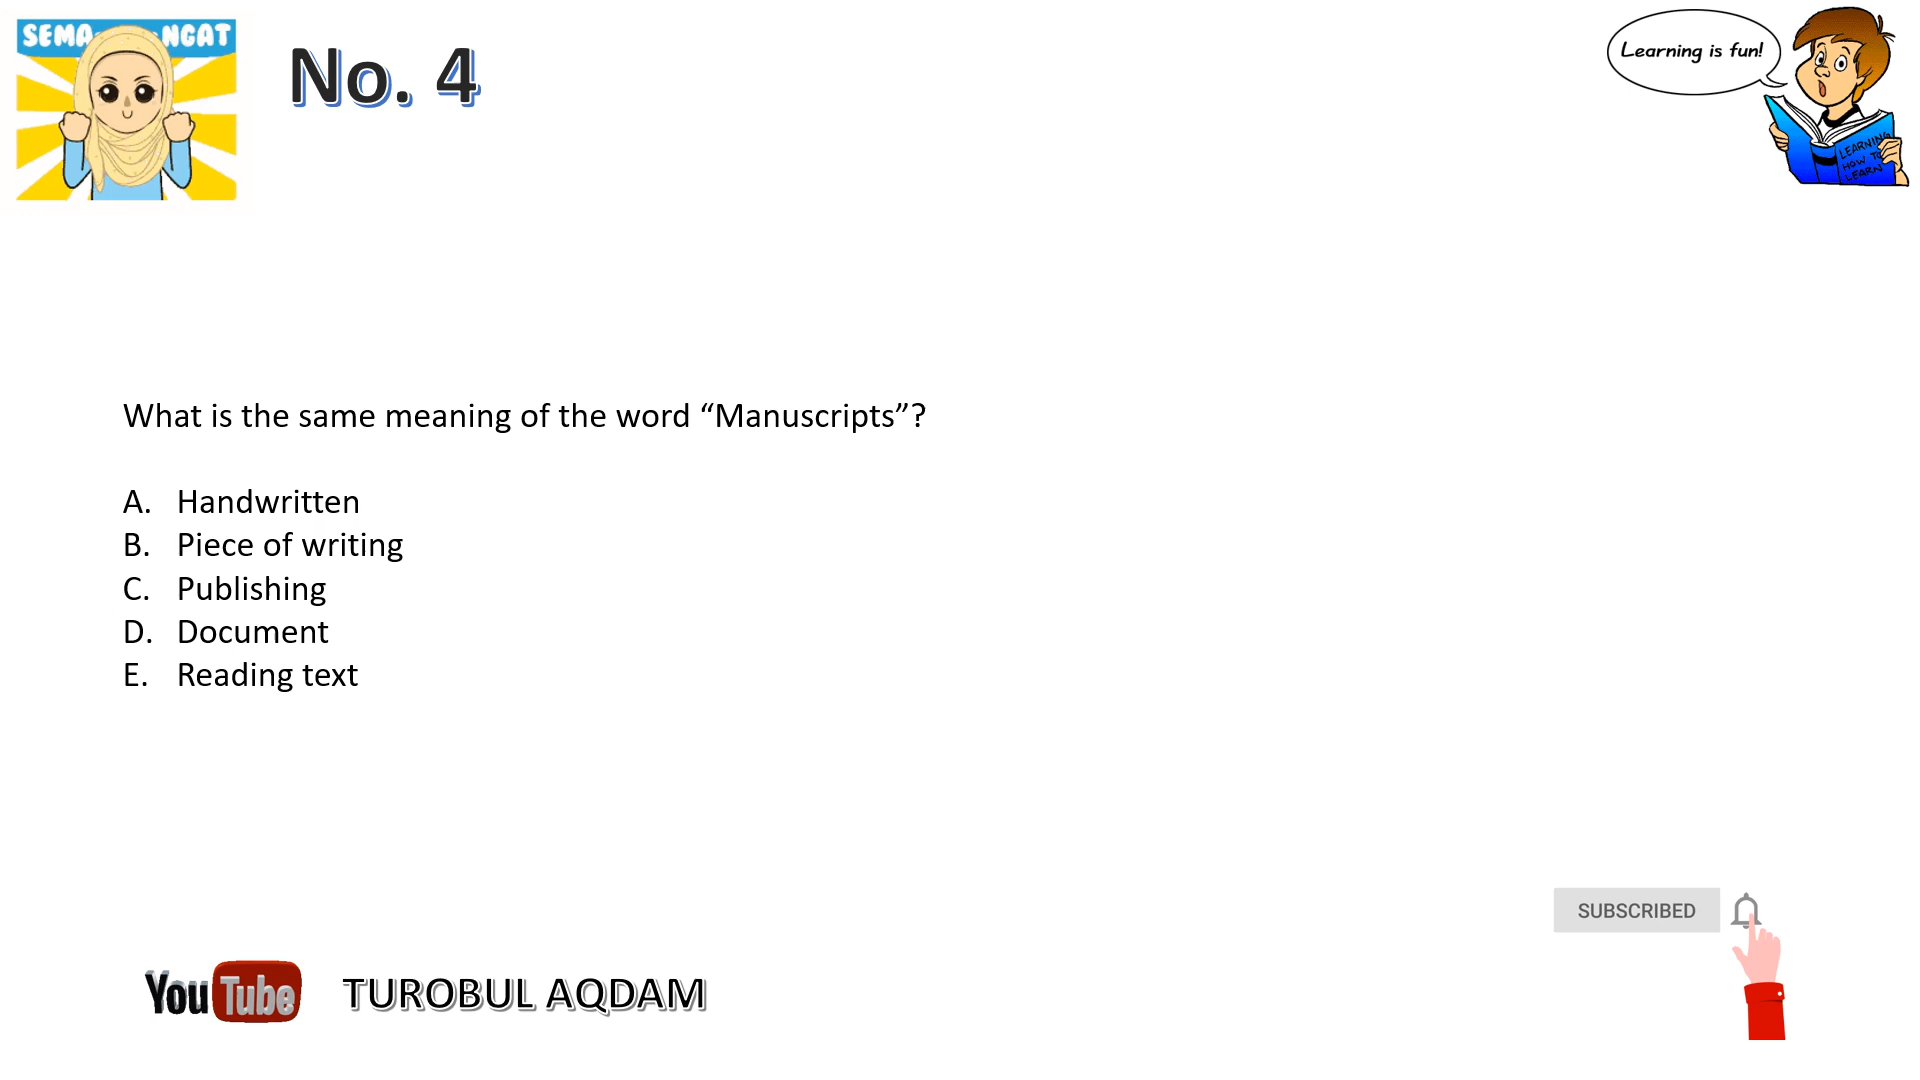 SEMA NGAT
No. 4
Learning is fun!
LEARNING
HOW TO
LEARN
What is the same meaning of the word “Manuscripts”?
A. Handwritten
B. Piece of writing
C. Publishing
D. Document
E. Reading text
SUBSCRIBED
YouTube
TUROBUL AQDAM